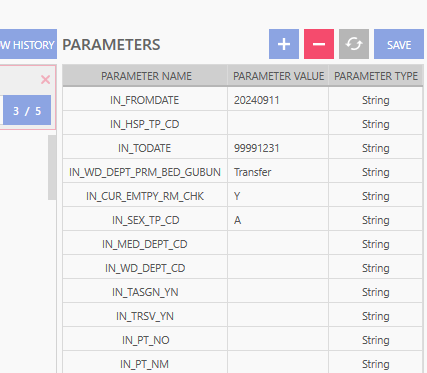 W HISTORY
PARAMETERS
SAVE
3 / 5
PARAMETER NAME PARAMETER VALUE PARAMETER TYPE
IN_FROMDATE 20240911 String
IN_HSP_TP_CD String
IN_TODATE 99991231 String
IN_WD_DEPT_PRM_BED_GUBUN Transfer String
IN_CUR_EMTPY_RM_CHK Y String
IN_SEX_TP_CD A String
IN_MED_DEPT_CD String
IN_WD_DEPT_CD String
IN_TASGN_YN String
IN_TRSV_YN String
IN_PT_NO String
IN_PT_NM String